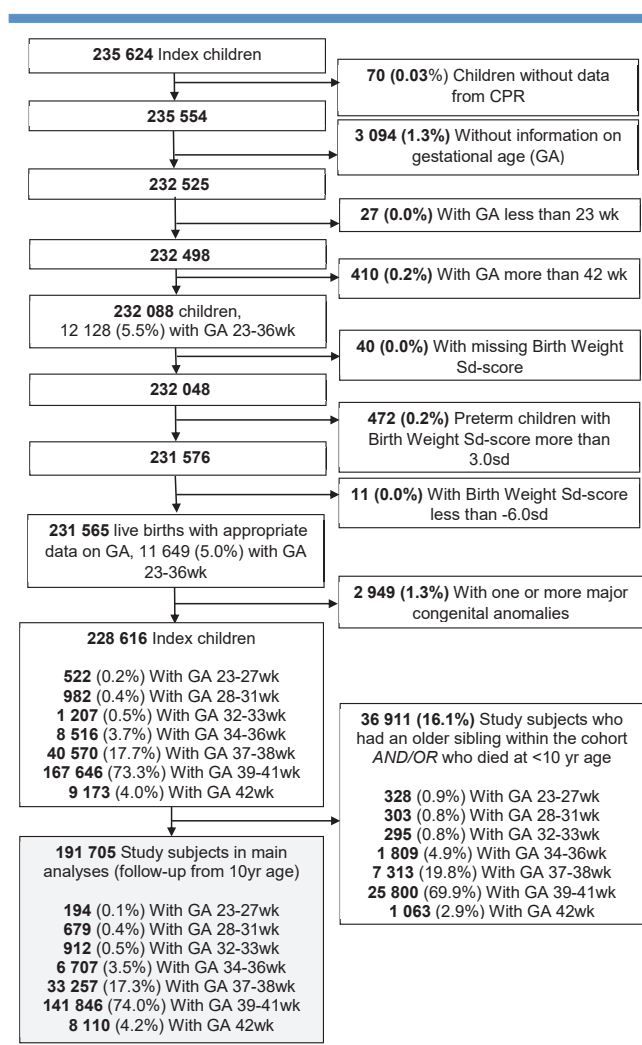 235 624 Index children
70 (0.03%) Children without data
from CPR
235 554
3 094 (1.3%) Without information on
gestational age (GA)
232 525
27 (0.0%) With GA less than 23 wk
232 498
410 (0.2%) With GA more than 42 wk
232 088 children,
12 128 (5.5%) with GA 23-36wk
40 (0.0%) With missing Birth Weight
Sd-score
232 048
472 (0.2%) Preterm children with
Birth Weight Sd-score more than
3.0sd
231 576
11 (0.0%) With Birth Weight Sd-score
less than -6.0sd
231 565 live births with appropriate
data on GA, 11 649 (5.0%) with GA
23-36wk
2 949 (1.3%) With one or more major
congenital anomalies
228 616 Index children
522 (0.2%) With GA 23-27wk
982 (0.4%) With GA 28-31wk
1 207 (0.5%) With GA 32-33wk
8 516 (3.7%) With GA 34-36wk
40 570 (17.7%) With GA 37-38wk
167 646 (73.3%) With GA 39-41wk
9 173 (4.0%) With GA 42wk
36 911 (16.1%) Study subjects who
had an older sibling within the cohort
AND/OR who died at <10 yr age
328 (0.9%) With GA 23-27wk
303 (0.8%) With GA 28-31wk
295 (0.8%) With GA 32-33wk
1 809 (4.9%) With GA 34-36wk
7 313 (19.8%) With GA 37-38wk
25 800 (69.9%) With GA 39-41wk
1 063 (2.9%) With GA 42wk
191 705 Study subjects in main
analyses (follow-up from 10yr age)
194 (0.1%) With GA 23-27wk
679 (0.4%) With GA 28-31wk
912 (0.5%) With GA 32-33wk
6 707 (3.5%) With GA 34-36wk
33 257 (17.3%) With GA 37-38wk
141 846 (74.0%) With GA 39-41wk
8 110 (4.2%) With GA 42wk